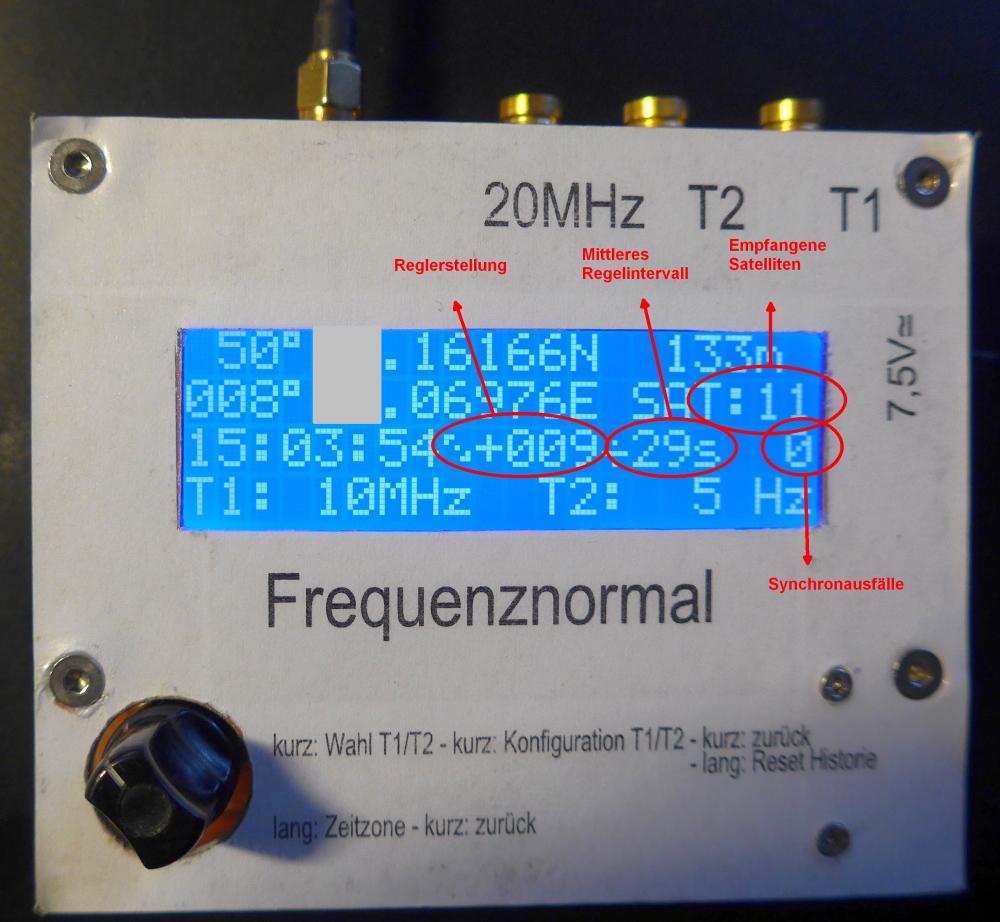 20MHz T2 T1
Reglerstellung
Mittleres
Regelintervall
Empfangene
Satelliten
7,5V≂
50° .16166N 133m
008° .06976E SAT:11
15:03:54 +009 29s 0
T1: 10MHz T2: 5 Hz
Synchronausfälle
Frequenznormal
kurz: Wahl T1/T2 - kurz: Konfiguration T1/T2 - kurz: zurück
- lang: Reset Historie
lang: Zeitzone - kurz: zurück